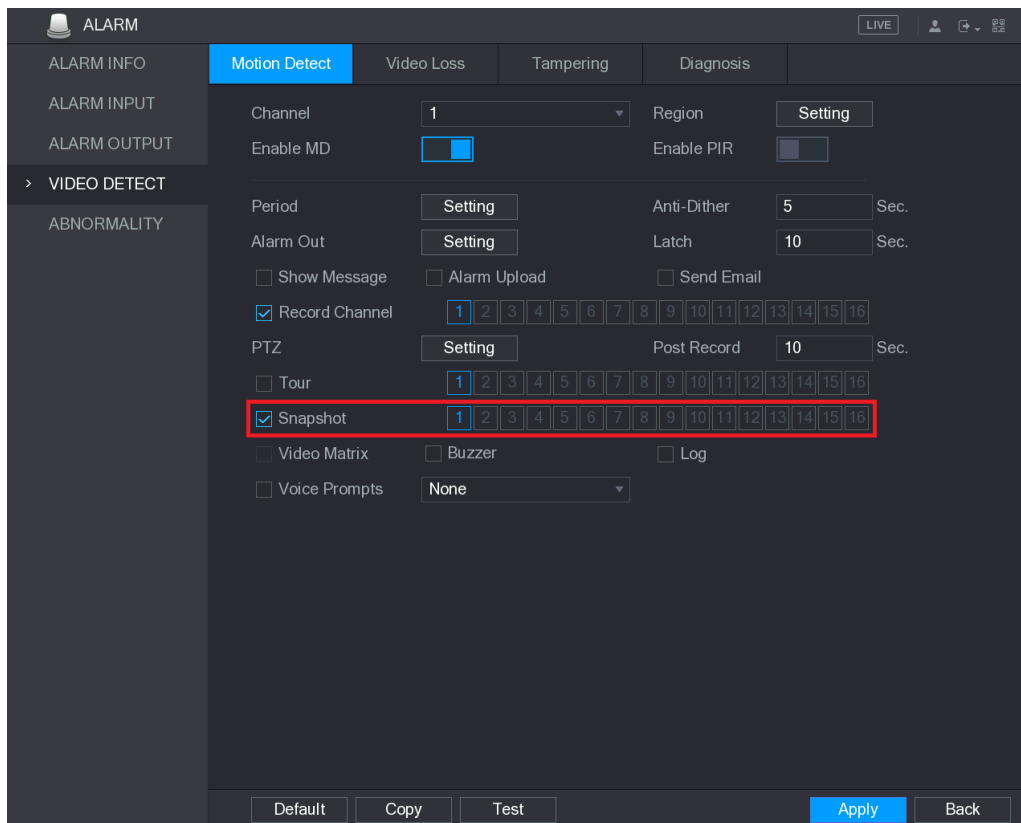 ALARM LIVE
ALARM INFO
ALARM INPUT
ALARM OUTPUT
> VIDEO DETECT
ABNORMALITY
Motion Detect Video Loss Tampering Diagnosis
Channel 1 Region Setting
Enable MD Enable PIR
Period Setting Anti-Dither 5 Sec.
Alarm Out Setting Latch 10 Sec.
Show Message Alarm Upload Send Email
Record Channel 1 2 3 4 5 6 7 8 9 10 11 12 13 14 15 16
PTZ Setting Post Record 10 Sec.
Tour 1 2 3 4 5 6 7 8 9 10 11 12 13 14 15 16
Snapshot 1 2 3 4 5 6 7 8 9 10 11 12 13 14 15 16
Video Matrix Buzzer Log
Voice Prompts None
Default Copy Test Apply Back